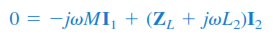 0 = −jωMI₁ + (Z_L + jωL₂)I₂